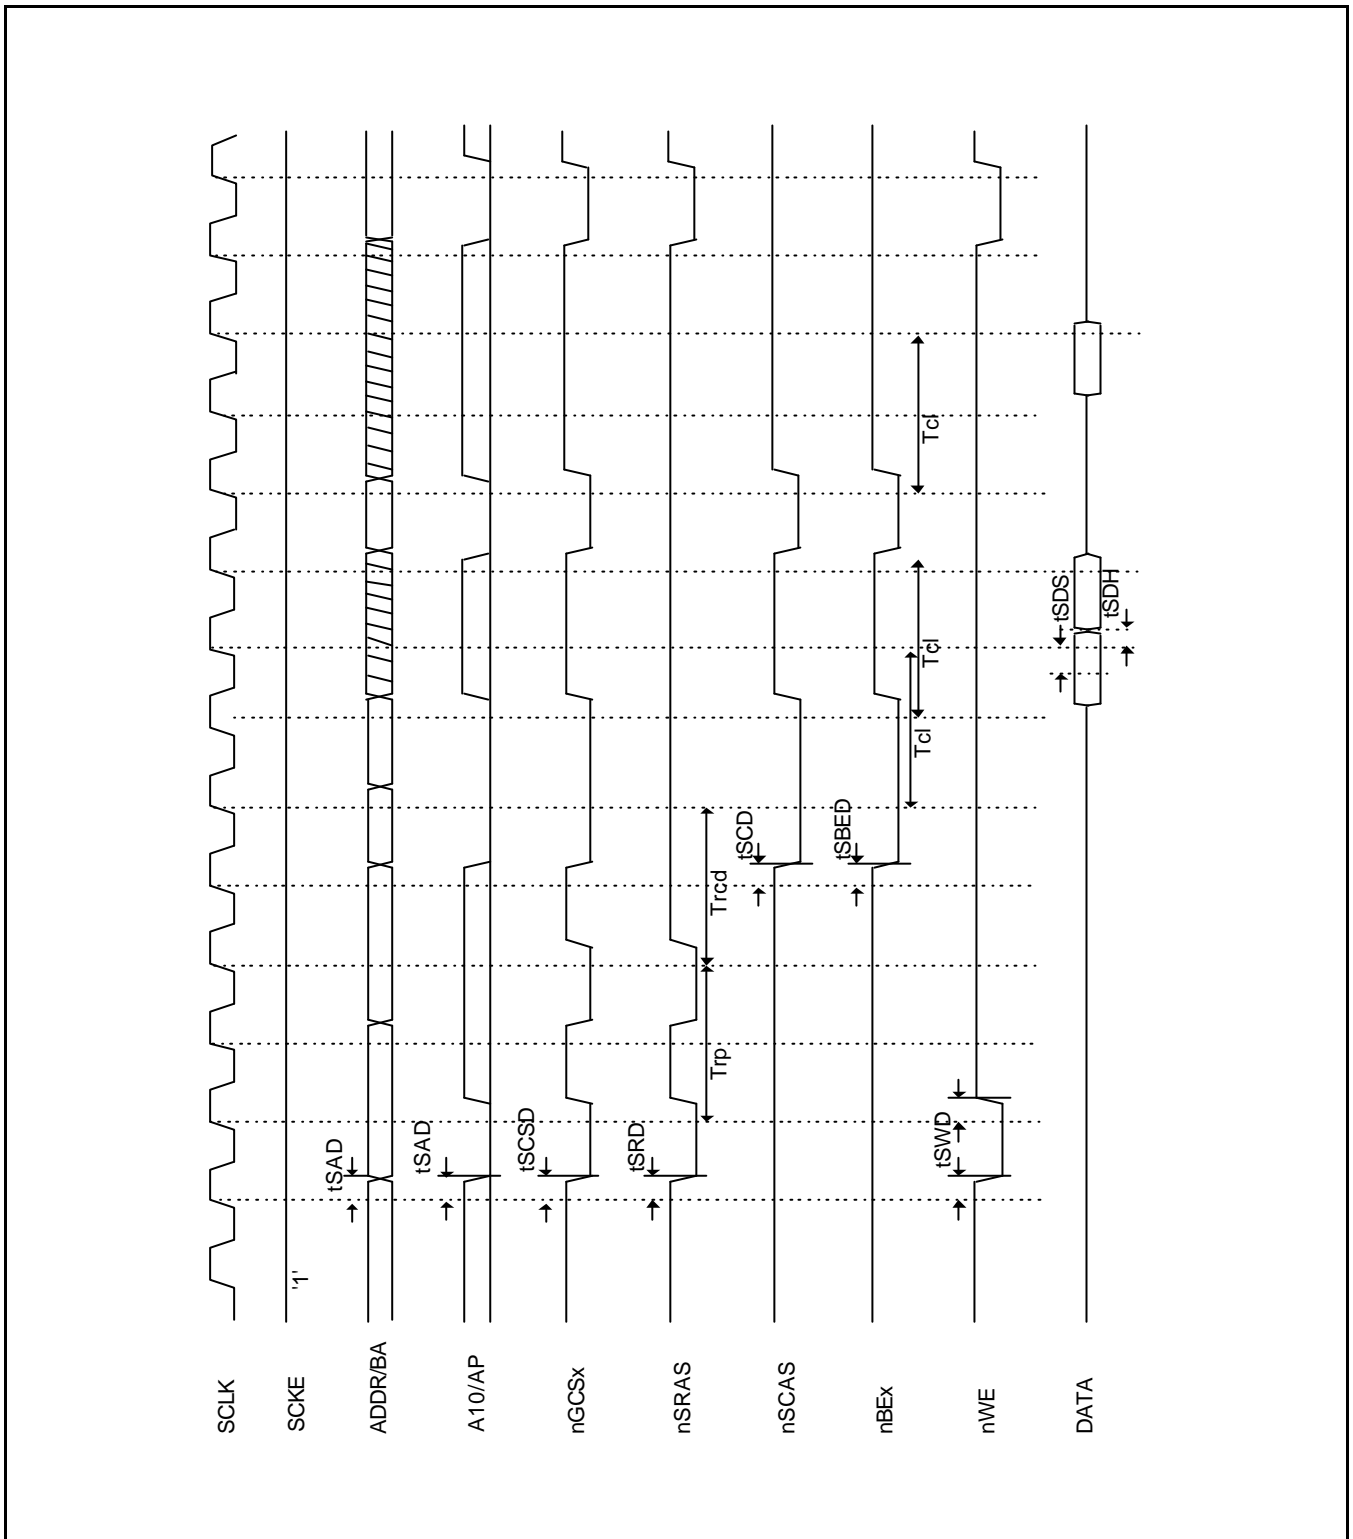 SCLK
SCKE
'1'
ADDR/BA
tSAD
A10/AP
tSAD
nGCSx
tSCSD
nSRAS
tSRD
Trp
Trcd
nSCAS
tSCD
nBEx
tSBED
Tcl
Tcl
Tcl
nWE
tSWD
DATA
tSDS
tSDH